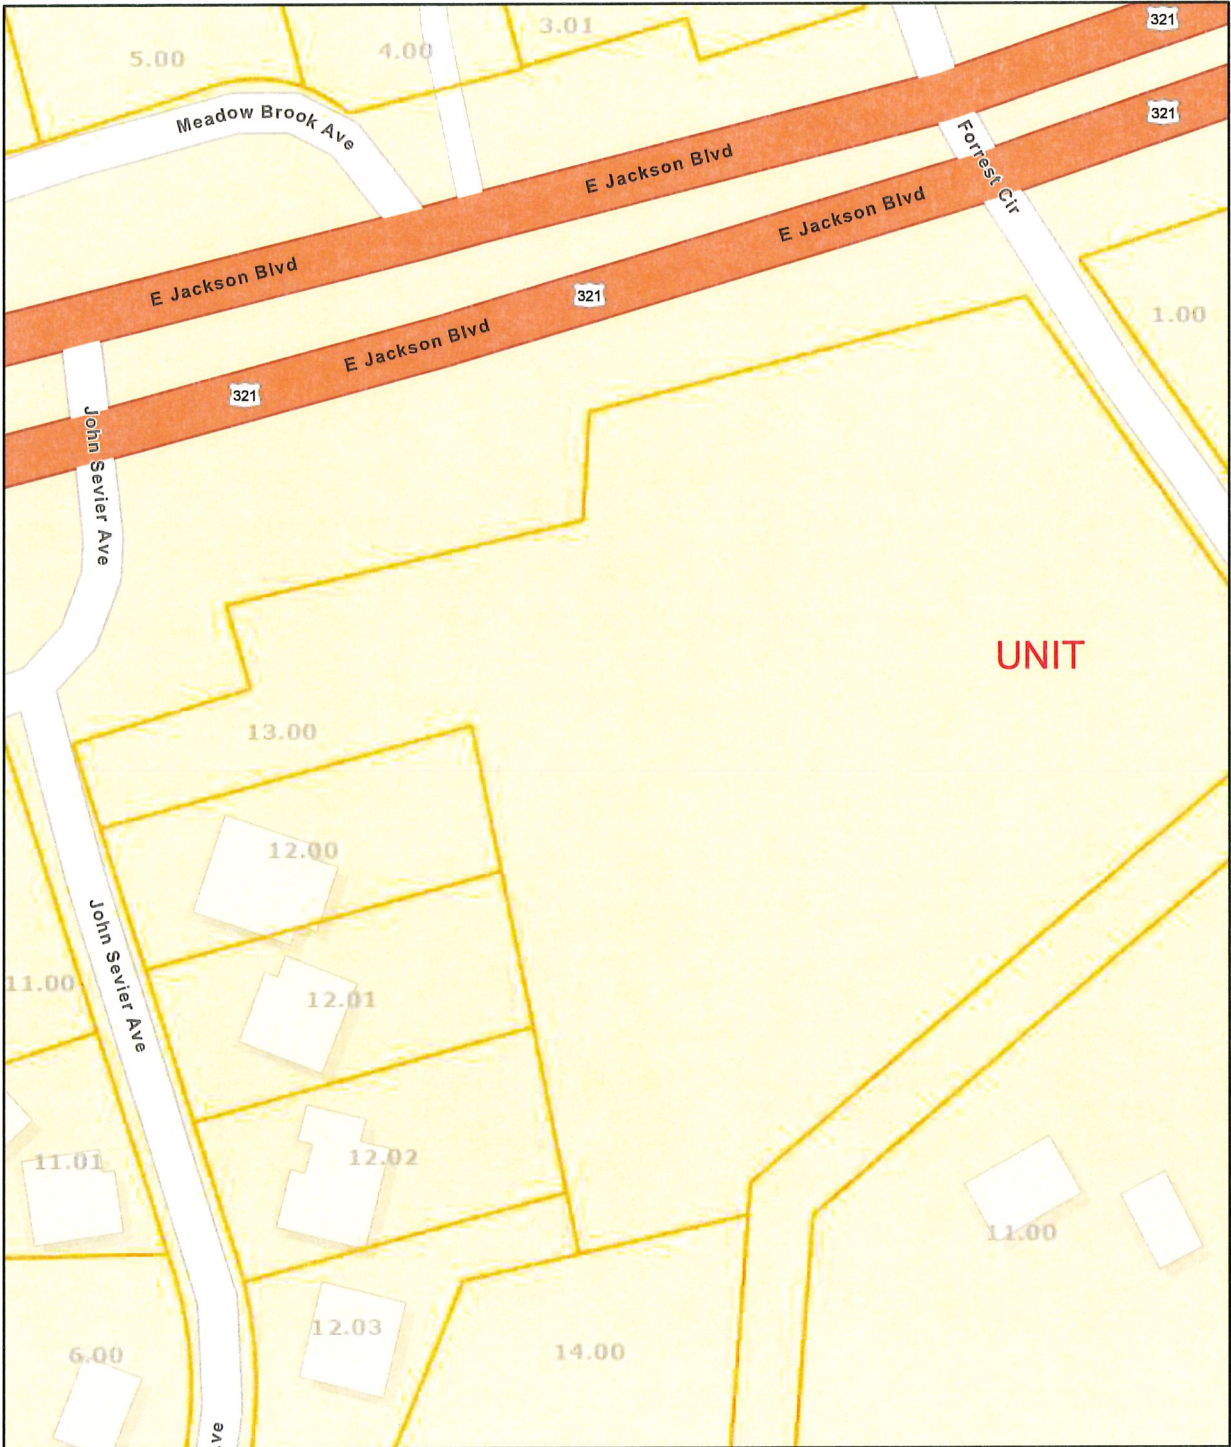 321
3.01
4.00
5.00
321
Meadow Brook Ave
Forrest Cir
E Jackson Blvd
E Jackson Blvd
E Jackson Blvd
321
1.00
E Jackson Blvd
321
John Sevier Ave
UNIT
13.00
12.00
John Sevier Ave
11.00
12.01
11.01
12.02
11.00
12.03
14.00
6.00
ve